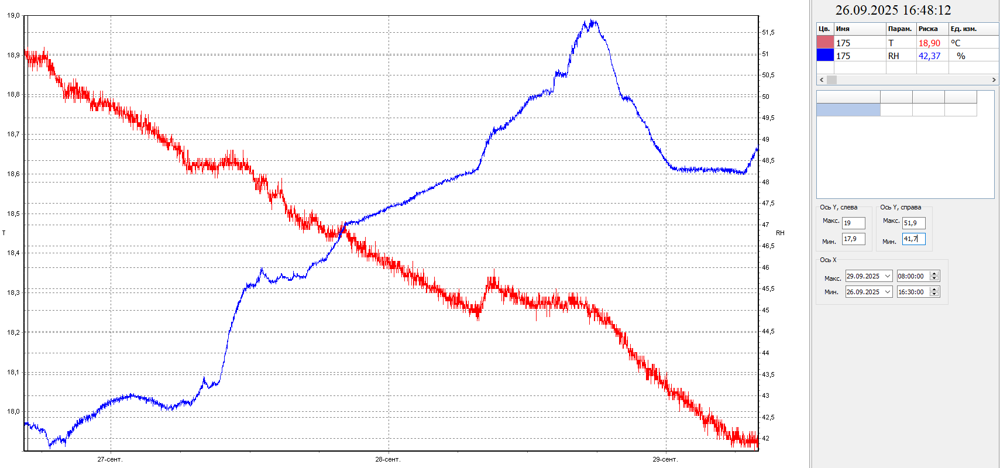 26.09.2025 16:48:12
Цв. Имя Парам. Риска Ед. изм.
175 T 18,90 °C
175 RH 42,37 %
Ось Y, слева
Макс. 19
Мин. 17,9
Ось Y, справа
Макс. 51,9
Мин. 41,7
Ось X
Макс. 29.09.2025 08:00:00
Мин. 26.09.2025 16:30:00
T
19,0
18,9
18,8
18,7
18,6
18,5
18,4
18,3
18,2
18,1
18,0
RH
51,5
51
50,5
50
49,5
49
48,5
48
47,5
47
46,5
46
45,5
45
44,5
44
43,5
43
42,5
42
27-сент. 28-сент. 29-сент.